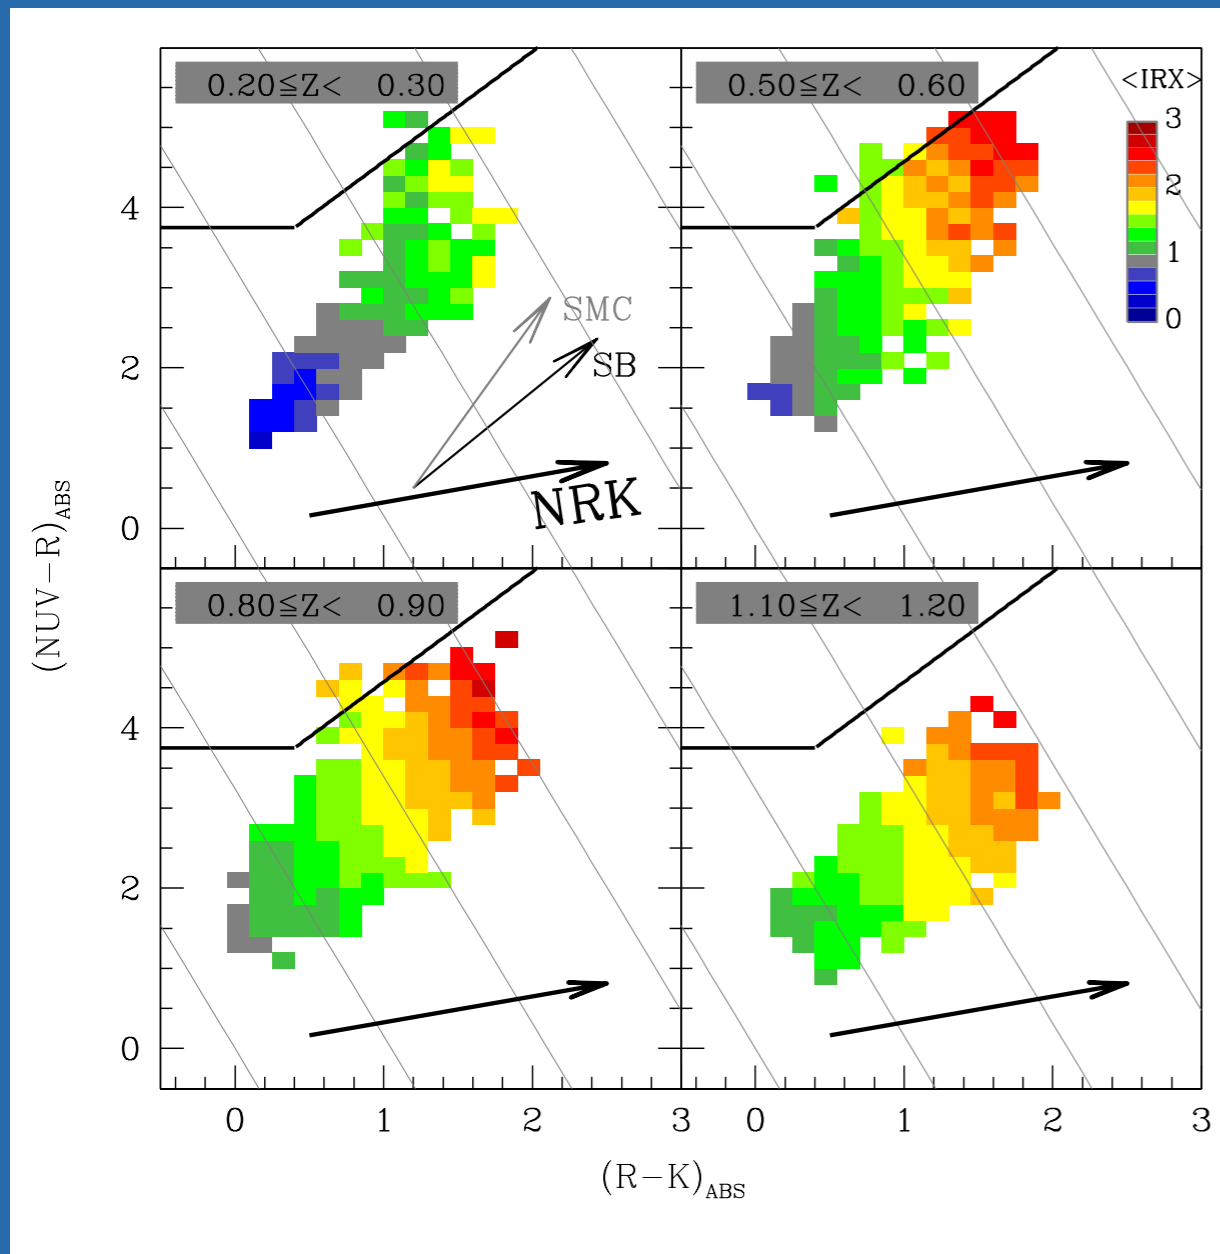 0.20≦Z< 0.30
0.50≦Z< 0.60
<IRX>
3
2
1
0
SMC
SB
NRK
4
2
0
0.80≦Z< 0.90
1.10≦Z< 1.20
4
2
0
0 1 2 3 0 1 2 3
(NUV−R)ABS
(R−K)ABS